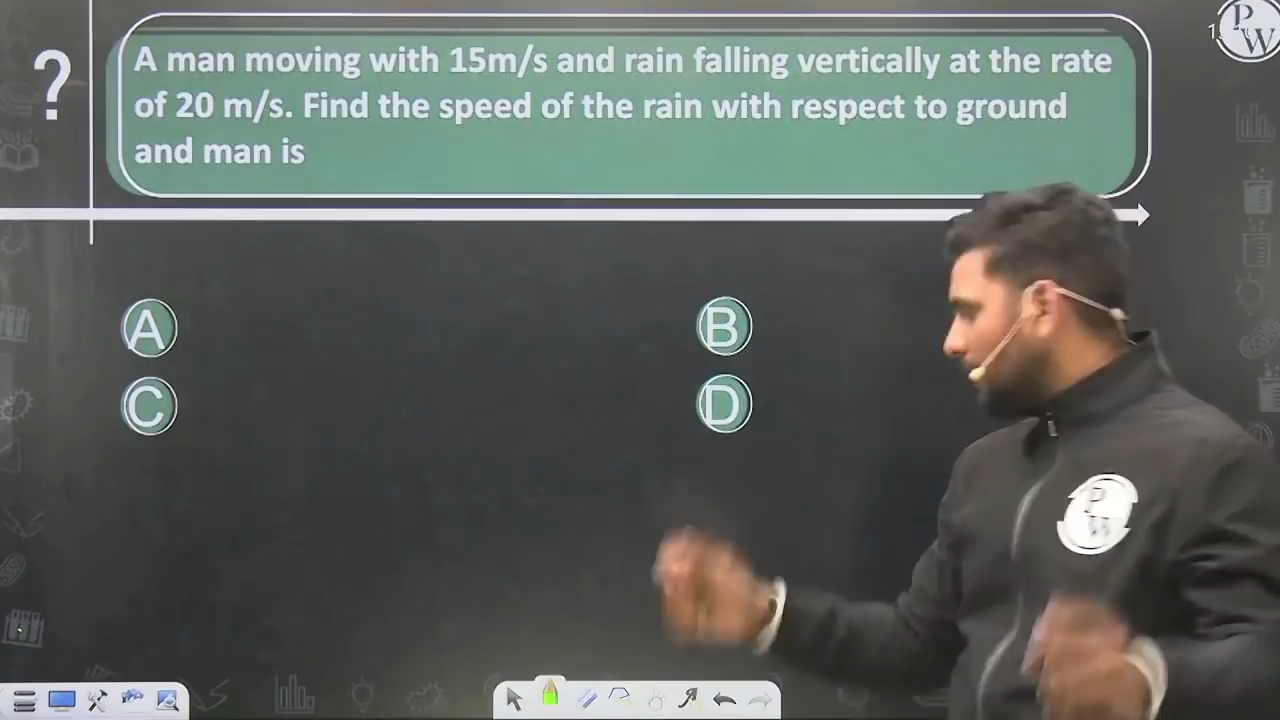 ?
A man moving with 15m/s and rain falling vertically at the rate
of 20 m/s. Find the speed of the rain with respect to ground
and man is
1.
P
W
A
B
C
D
P
W